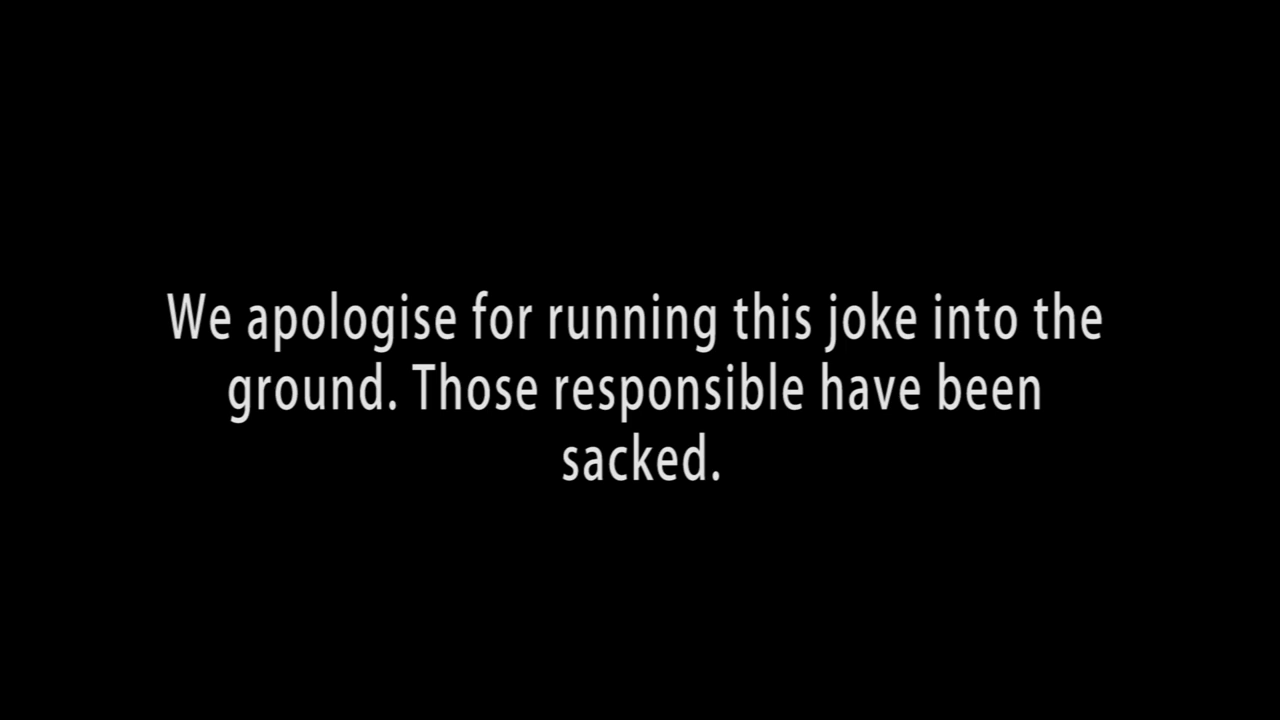 We apologise for running this joke into the
ground. Those responsible have been
sacked.